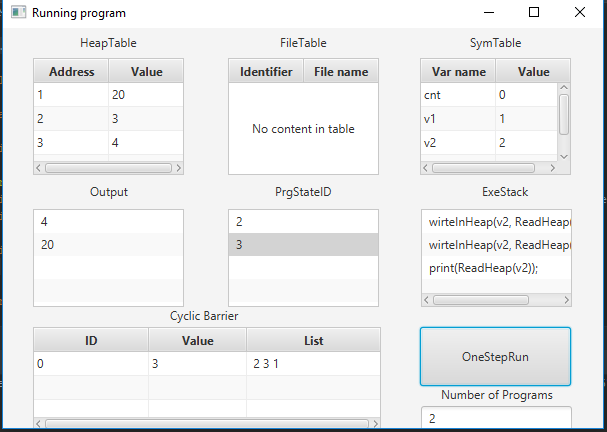 Running program
HeapTable
FileTable
SymTable
Address Value
1 20
2 3
3 4
Identifier File name
No content in table
Var name Value
cnt 0
v1 1
v2 2
Output
PrgStateID
ExeStack
4
20
2
3
wirteInHeap(v2, ReadHeap(
wirteInHeap(v2, ReadHeap(
print(ReadHeap(v2));
Cyclic Barrier
ID Value List
0 3 2 3 1
OneStepRun
Number of Programs
2